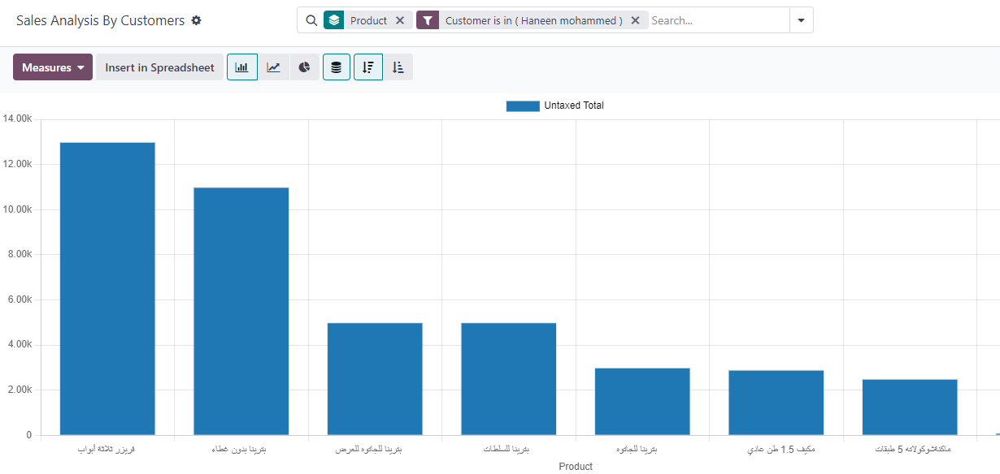 Sales Analysis By Customers
Product
Customer is in ( Haneen mohammed )
Search...
Measures
Insert in Spreadsheet
Untaxed Total
14.00k
12.00k
10.00k
8.00k
6.00k
4.00k
2.00k
0
فريزر ثلاثة أبواب
بترينا بدون غطاء
بترينا للجاتوه للعرض
بترينا للسلطات
بترينا للجاتوه
مكيف 1.5 طن عادي
ماكنةشوكولاته 5 طبقات
Product